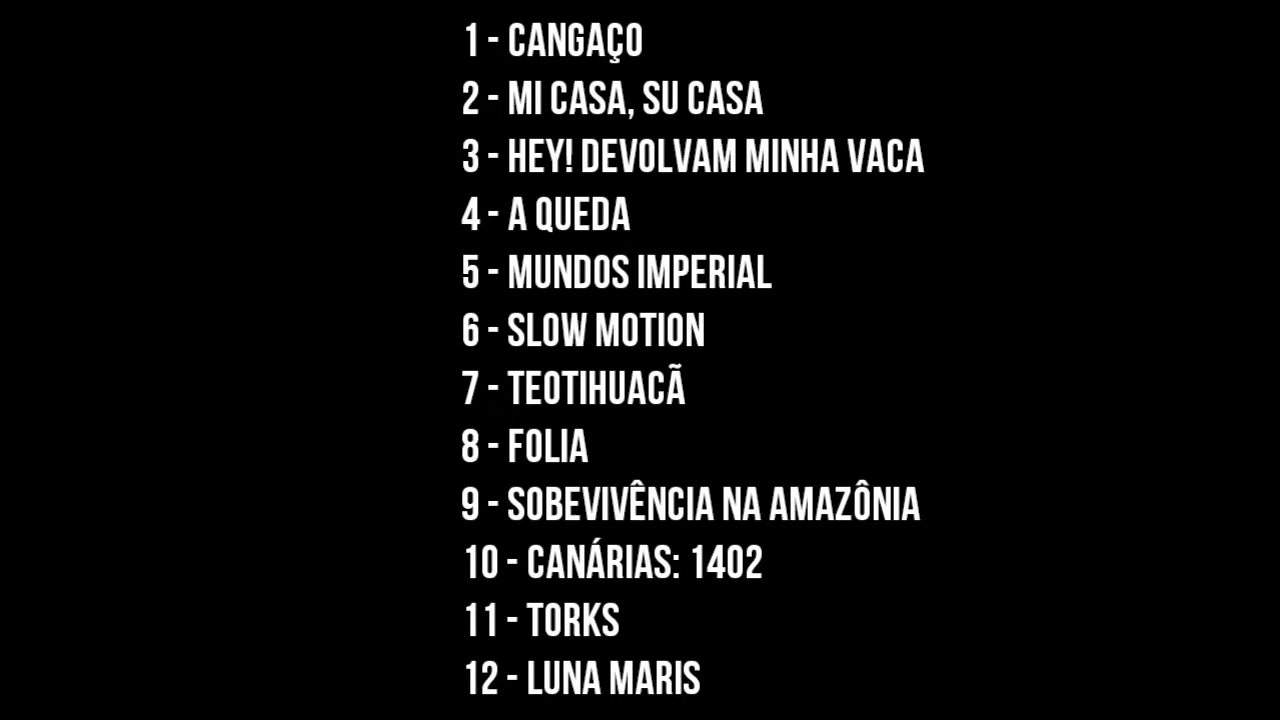 1 - CANGAÇO
2 - MI CASA, SU CASA
3 - HEY! DEVOLVAM MINHA VACA
4 - A QUEDA
5 - MUNDOS IMPERIAL
6 - SLOW MOTION
7 - TEOTIHUACÃ
8 - FOLIA
9 - SOBEVIVÊNCIA NA AMAZÔNIA
10 - CANÁRIAS: 1402
11 - TORKS
12 - LUNA MARIS